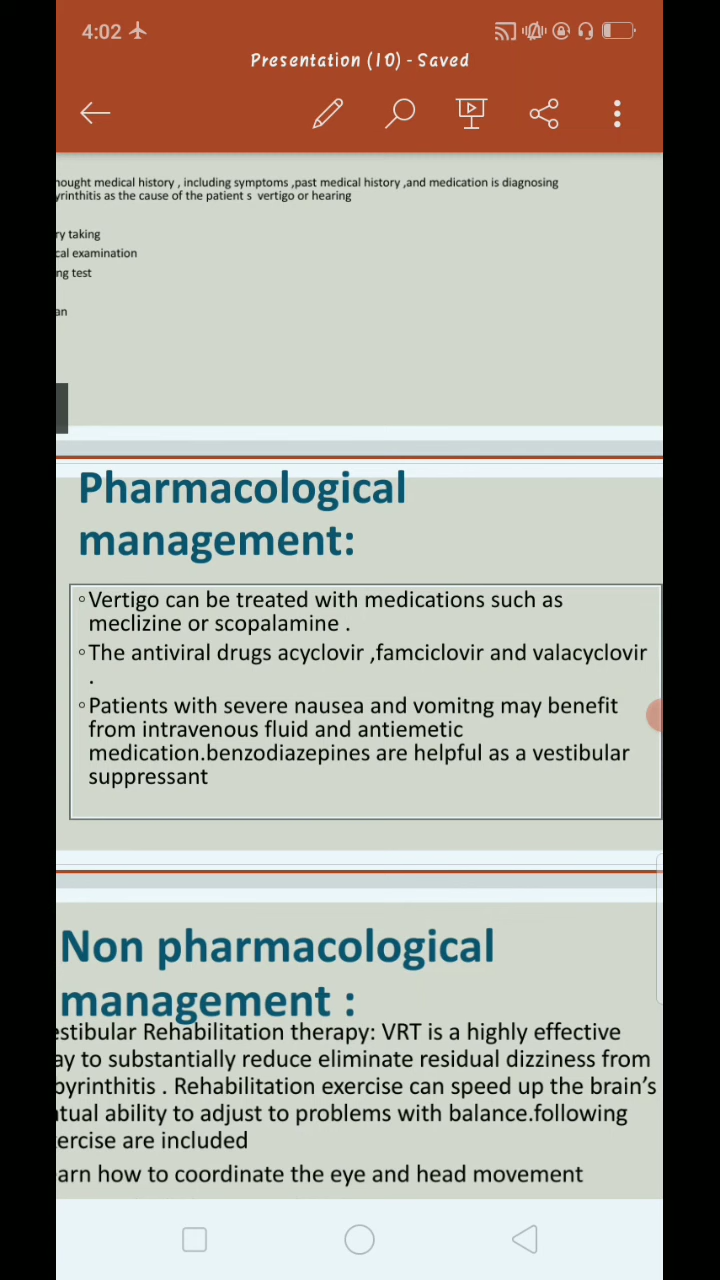 4:02
Presentation (10) - Saved
ought medical history , including symptoms ,past medical history ,and medication is diagnosing
yrinthitis as the cause of the patient s vertigo or hearing
ry taking
cal examination
ng test
an
Pharmacological
management:
◦Vertigo can be treated with medications such as
meclizine or scopalamine .
◦The antiviral drugs acyclovir ,famciclovir and valacyclovir
.
◦Patients with severe nausea and vomitng may benefit
from intravenous fluid and antiemetic
medication.benzodiazepines are helpful as a vestibular
suppressant
Non pharmacological
management :
estibular Rehabilitation therapy: VRT is a highly effective
ay to substantially reduce eliminate residual dizziness from
byrinthitis . Rehabilitation exercise can speed up the brain’s
tual ability to adjust to problems with balance.following
ercise are included
arn how to coordinate the eye and head movement